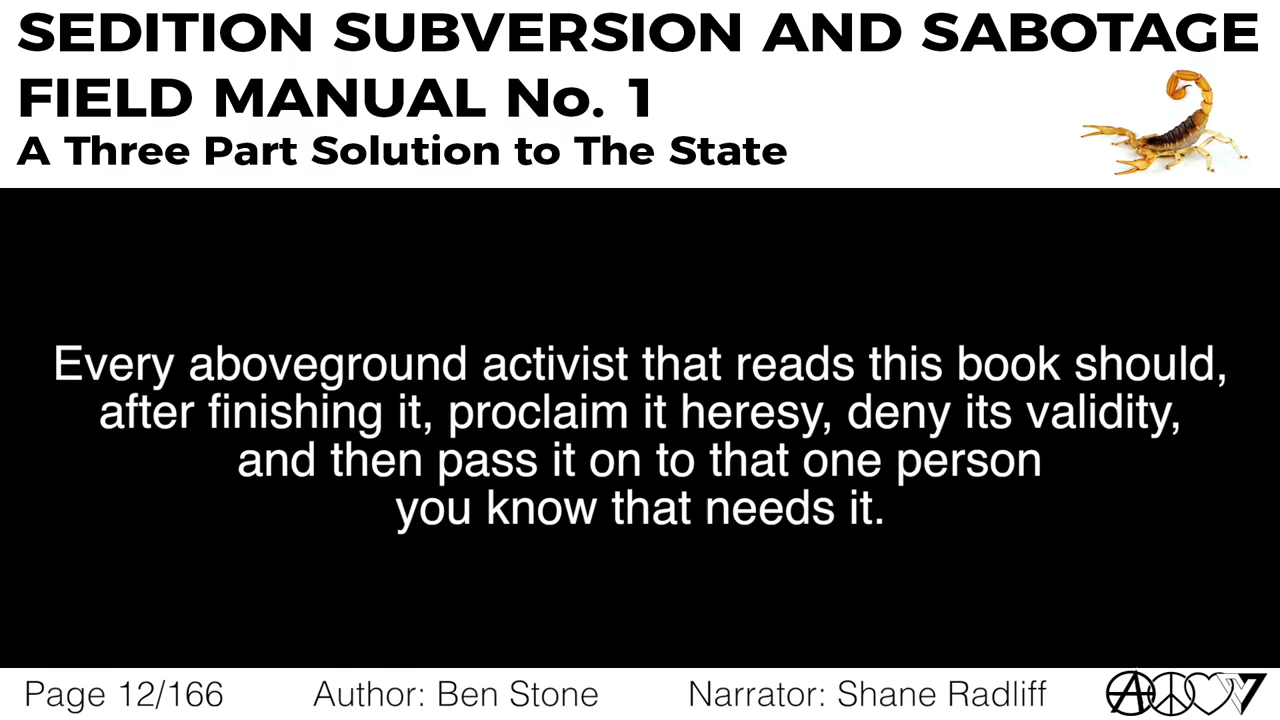 SEDITION SUBVERSION AND SABOTAGE
FIELD MANUAL No. 1
A Three Part Solution to The State
Every aboveground activist that reads this book should,
after finishing it, proclaim it heresy, deny its validity,
and then pass it on to that one person
you know that needs it.
Page 12/166 Author: Ben Stone Narrator: Shane Radliff